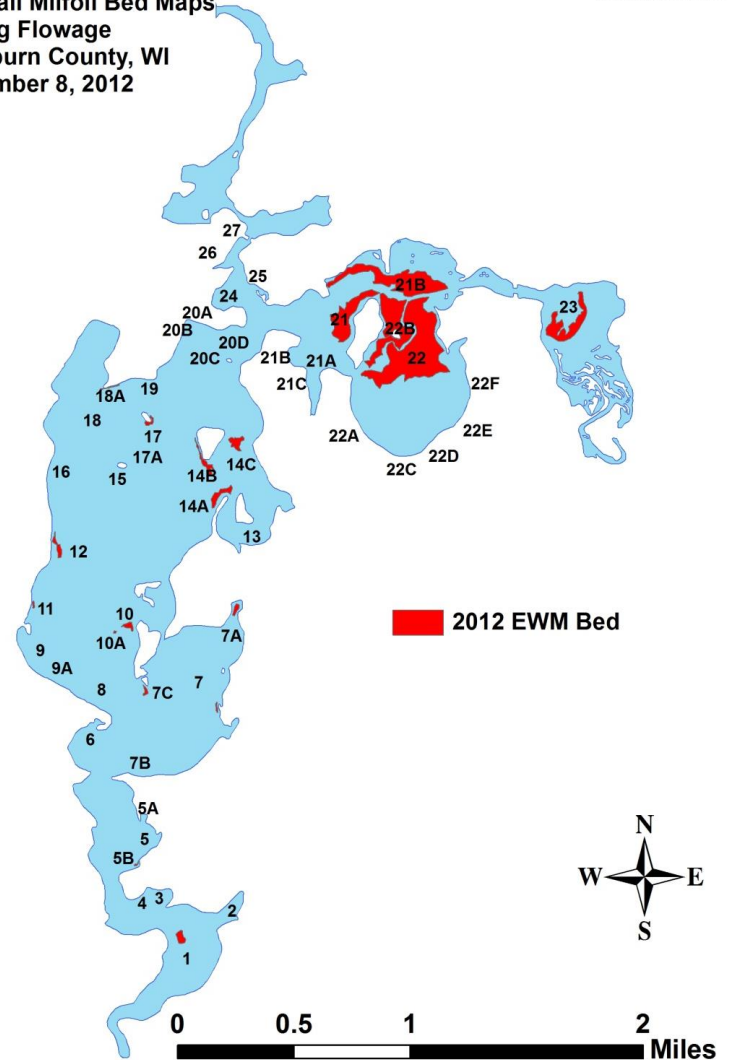 Milfoil Bed Maps
Flowage
County, WI
8, 2012
27
26
25
24
20A
20B
20D
20C
21B
21A
21C
21B
21
22B
22
23
22F
22E
22D
22C
22A
18A
19
18
17
17A
16
15
14B
14C
14A
13
12
11
10
10A
9
9A
8
7A
7
7C
6
7B
5A
5
5B
4
3
2
1
2012 EWM Bed
N
W
E
S
0
0.5
1
2
Miles